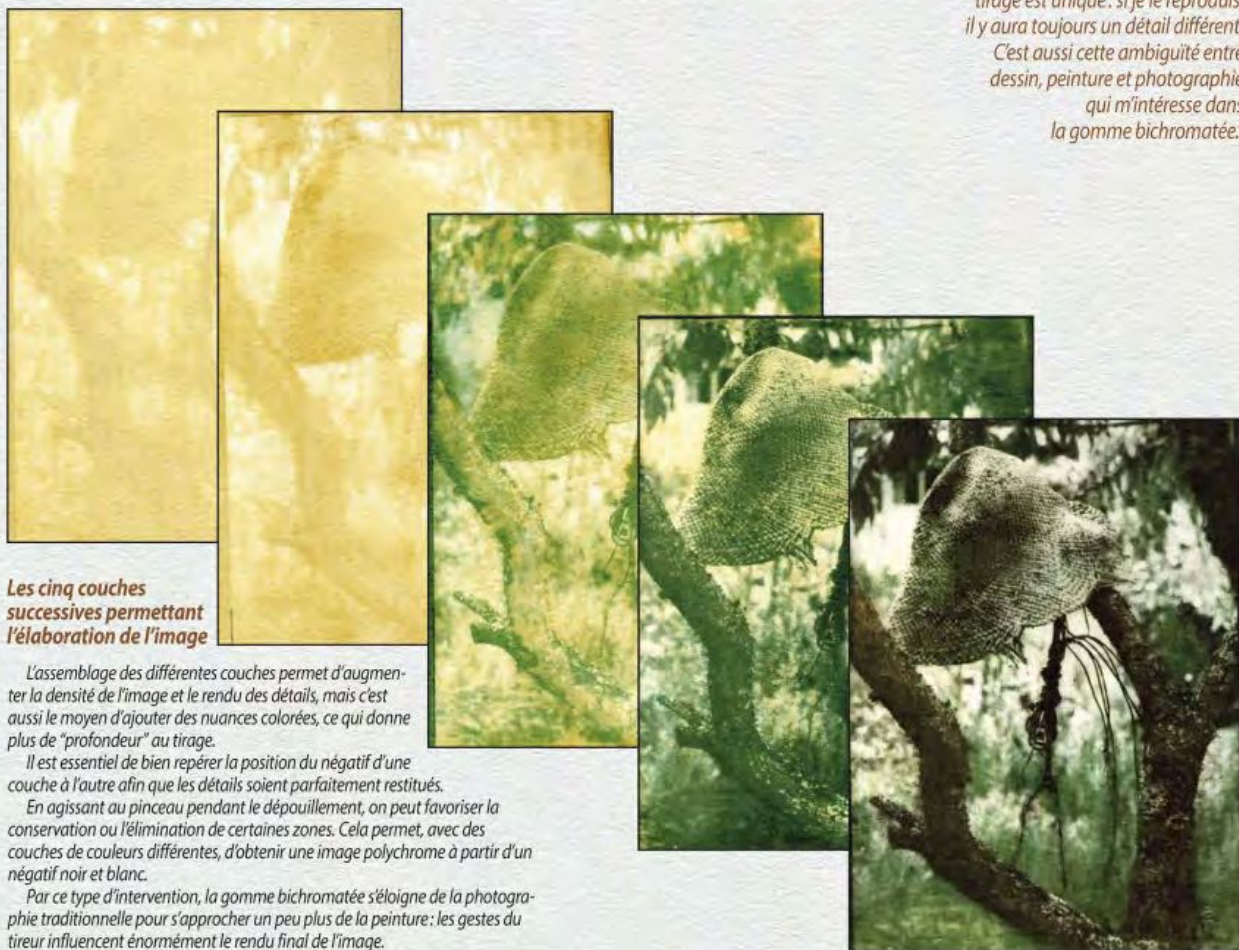 tirage est unique : si je le reproduis
il y aura toujours un détail différent
C'est aussi cette ambiguïté entre
dessin, peinture et photographie
qui m'intéresse dans
la gomme bichromatée.
Les cinq couches
successives permettant
l'élaboration de l'image
L'assemblage des différentes couches permet d'augmen-
ter la densité de l'image et le rendu des détails, mais c'est
aussi le moyen d'ajouter des nuances colorées, ce qui donne
plus de "profondeur" au tirage.
Il est essentiel de bien repérer la position du négatif d'une
couche à l'autre afin que les détails soient parfaitement restitués.
En agissant au pinceau pendant le dépouillement, on peut favoriser la
conservation ou l'élimination de certaines zones. Cela permet, avec des
couches de couleurs différentes, d'obtenir une image polychrome à partir d'un
négatif noir et blanc.
Par ce type d'intervention, la gomme bichromatée s'éloigne de la photogra-
phie traditionnelle pour s'approcher un peu plus de la peinture : les gestes du
tireur influencent énormément le rendu final de l'image.